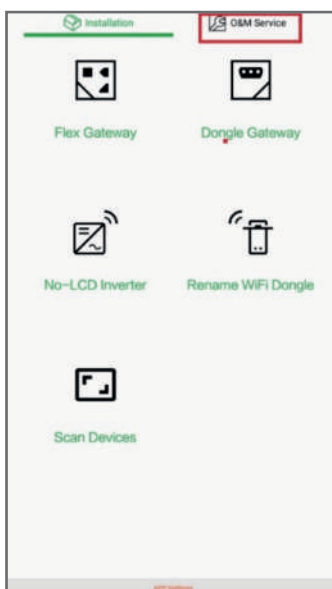 Installation O&M Service
Flex Gateway Dongle Gateway
No-LCD Inverter Rename WiFi Dongle
Scan Devices